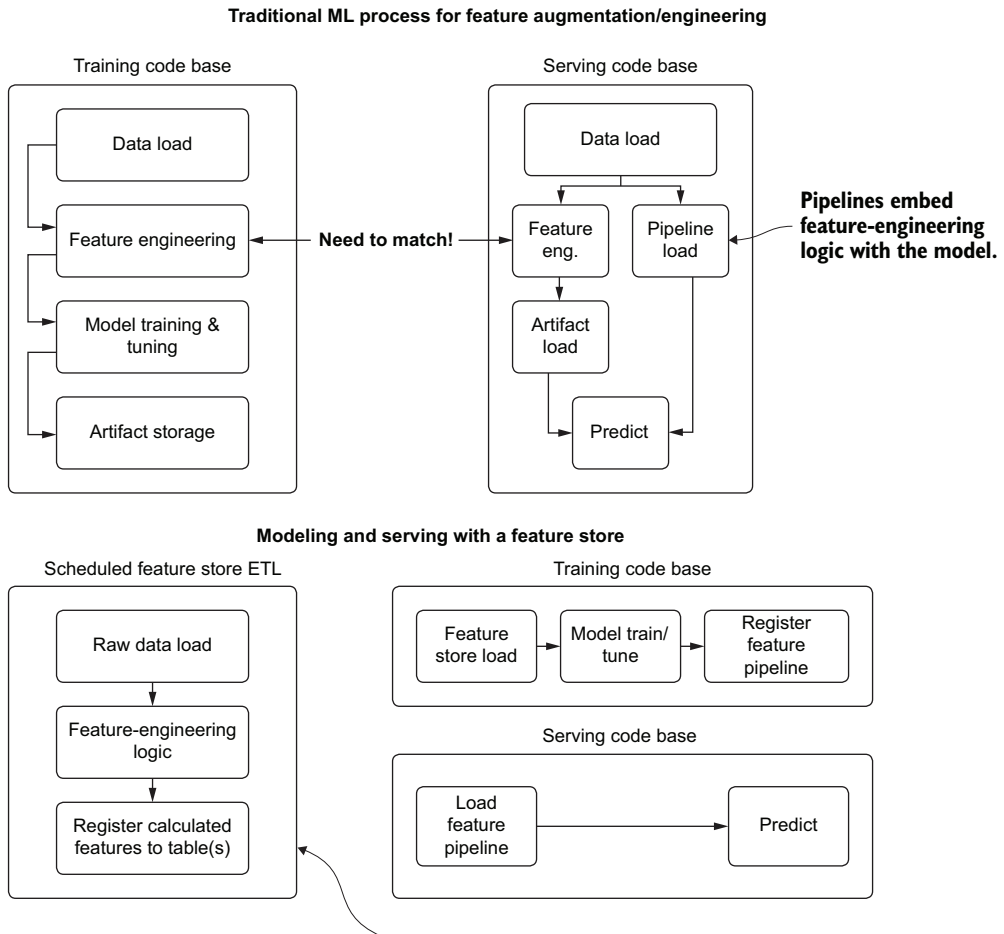 Traditional ML process for feature augmentation/engineering
Training code base
Data load
Feature engineering
Model training &
tuning
Artifact storage
Need to match!
Serving code base
Data load
Feature
eng.
Pipeline
load
Artifact
load
Predict
Pipelines embed
feature-engineering
logic with the model.
Modeling and serving with a feature store
Scheduled feature store ETL
Raw data load
Feature-engineering
logic
Register calculated
features to table(s)
Training code base
Feature
store load
Model train/
tune
Register
feature
pipeline
Serving code base
Load
feature
pipeline
Predict